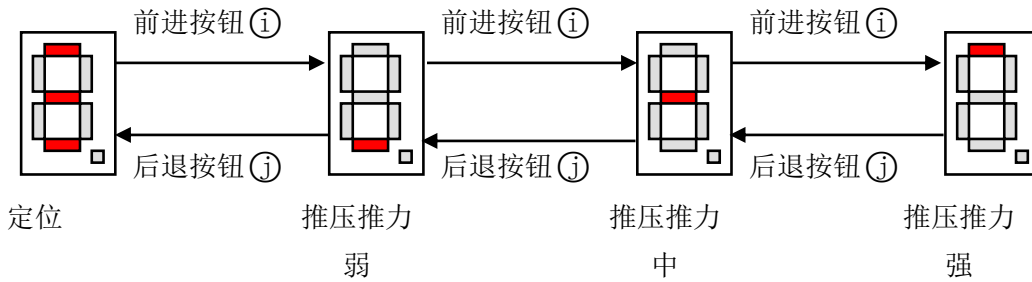 前进按钮ⓘ 前进按钮ⓘ 前进按钮ⓘ
后退按钮ⓙ 后退按钮ⓙ 后退按钮ⓙ
定位 推压推力 推压推力 推压推力
弱 中 强